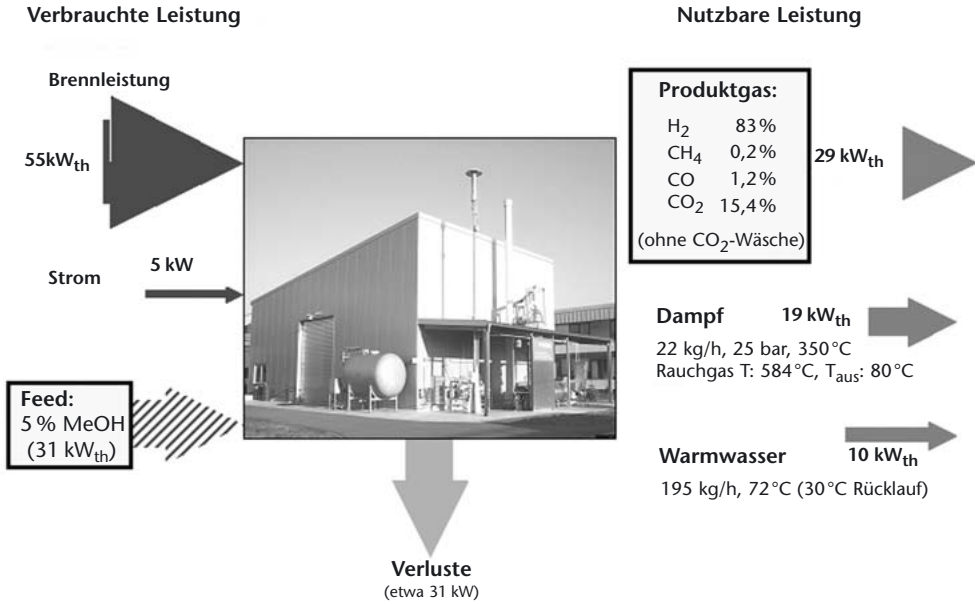 Verbrauchte Leistung
Nutzbare Leistung
Brennleistung
55kWth
Strom
5 kW
Feed:
5 % MeOH
(31 kWth)
Produktgas:
H2 83 %
CH4 0,2 %
CO 1,2 %
CO2 15,4 %
(ohne CO2-Wäsche)
29 kWth
Dampf 19 kWth
22 kg/h, 25 bar, 350 °C
Rauchgas T: 584 °C, Taus: 80 °C
10 kWth
Warmwasser
195 kg/h, 72 °C (30 °C Rücklauf)
Verluste
(etwa 31 kW)